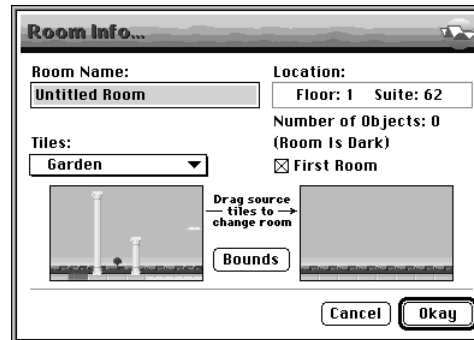 Room Info...
Room Name:
Untitled Room
Location:
Floor: 1 Suite: 62
Number of Objects: 0
(Room Is Dark)
First Room
Tiles:
Garden
Drag source
tiles to
change room
Bounds
Cancel
Okay